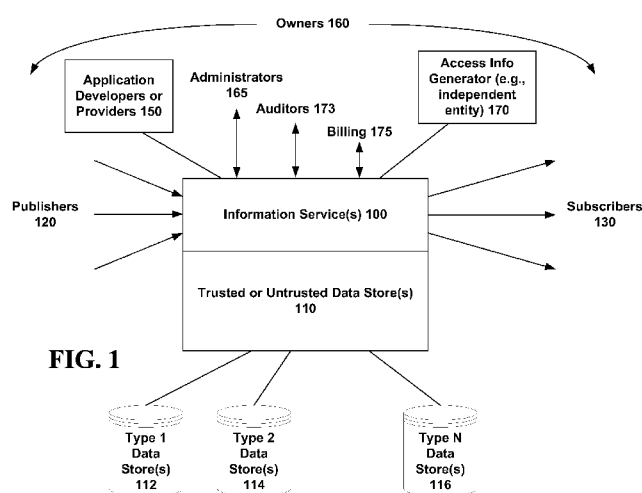 Owners 160
Application
Developers or
Providers 150
Administrators
165
Auditors 173
Billing 175
Access Info
Generator (e.g.,
independent
entity) 170
Publishers
120
Information Service(s) 100
Subscribers
130
Trusted or Untrusted Data Store(s)
110
FIG. 1
Type 1
Data
Store(s)
112
Type 2
Data
Store(s)
114
Type N
Data
Store(s)
116